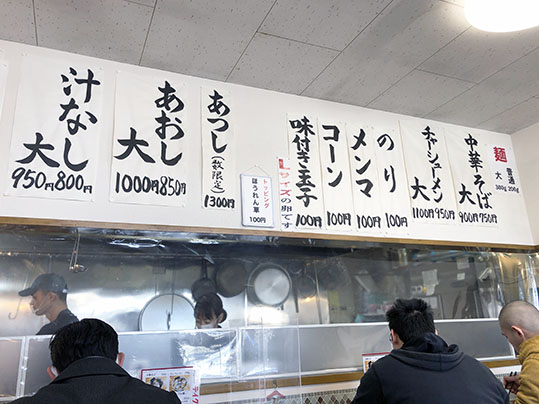 麺
普通 200g
大 300g
中華そば
大
900円 950円
チャーシューメン
大
1100円 950円
のり
100円
メンマ
100円
コーン
100円
味付き玉子
100円
Lサイズの卵です
トッピング
ほうれん草
100円
あつし(数限定)
1300円
あおし
大
1000円 850円
汁なし
大
950円 800円